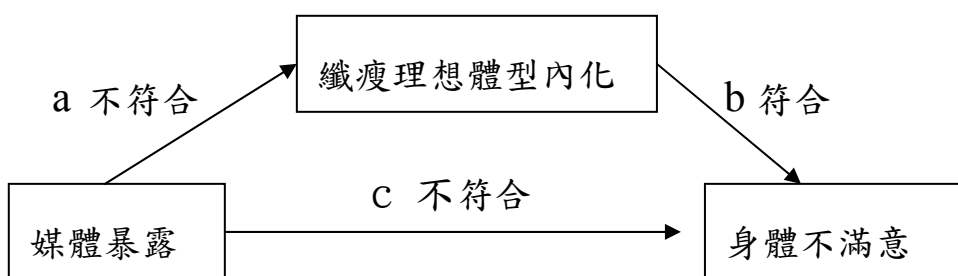 纖瘦理想體型內化
a 不符合
b 符合
c 不符合
媒體暴露
身體不滿意